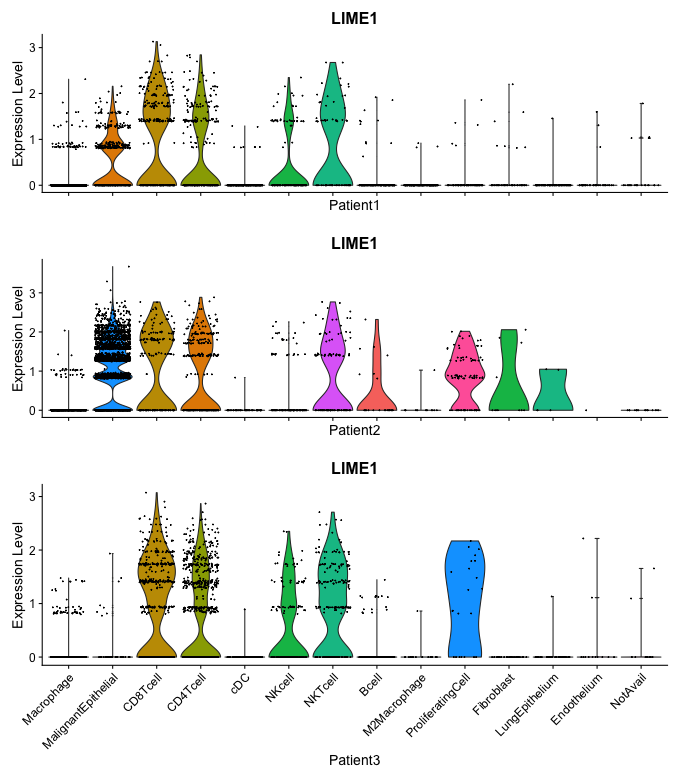 LIME1
Expression Level
3
2
1
0
Patient1
LIME1
Expression Level
3
2
1
0
Patient2
LIME1
Expression Level
3
2
1
0
Macrophage
MalignantEpithelial
CD8Tcell
CD4Tcell
cDC
NKcell
NKTcell
Bcell
M2Macrophage
ProliferatingCell
Fibroblast
LungEpithelium
Endothelium
NotAvail
Patient3